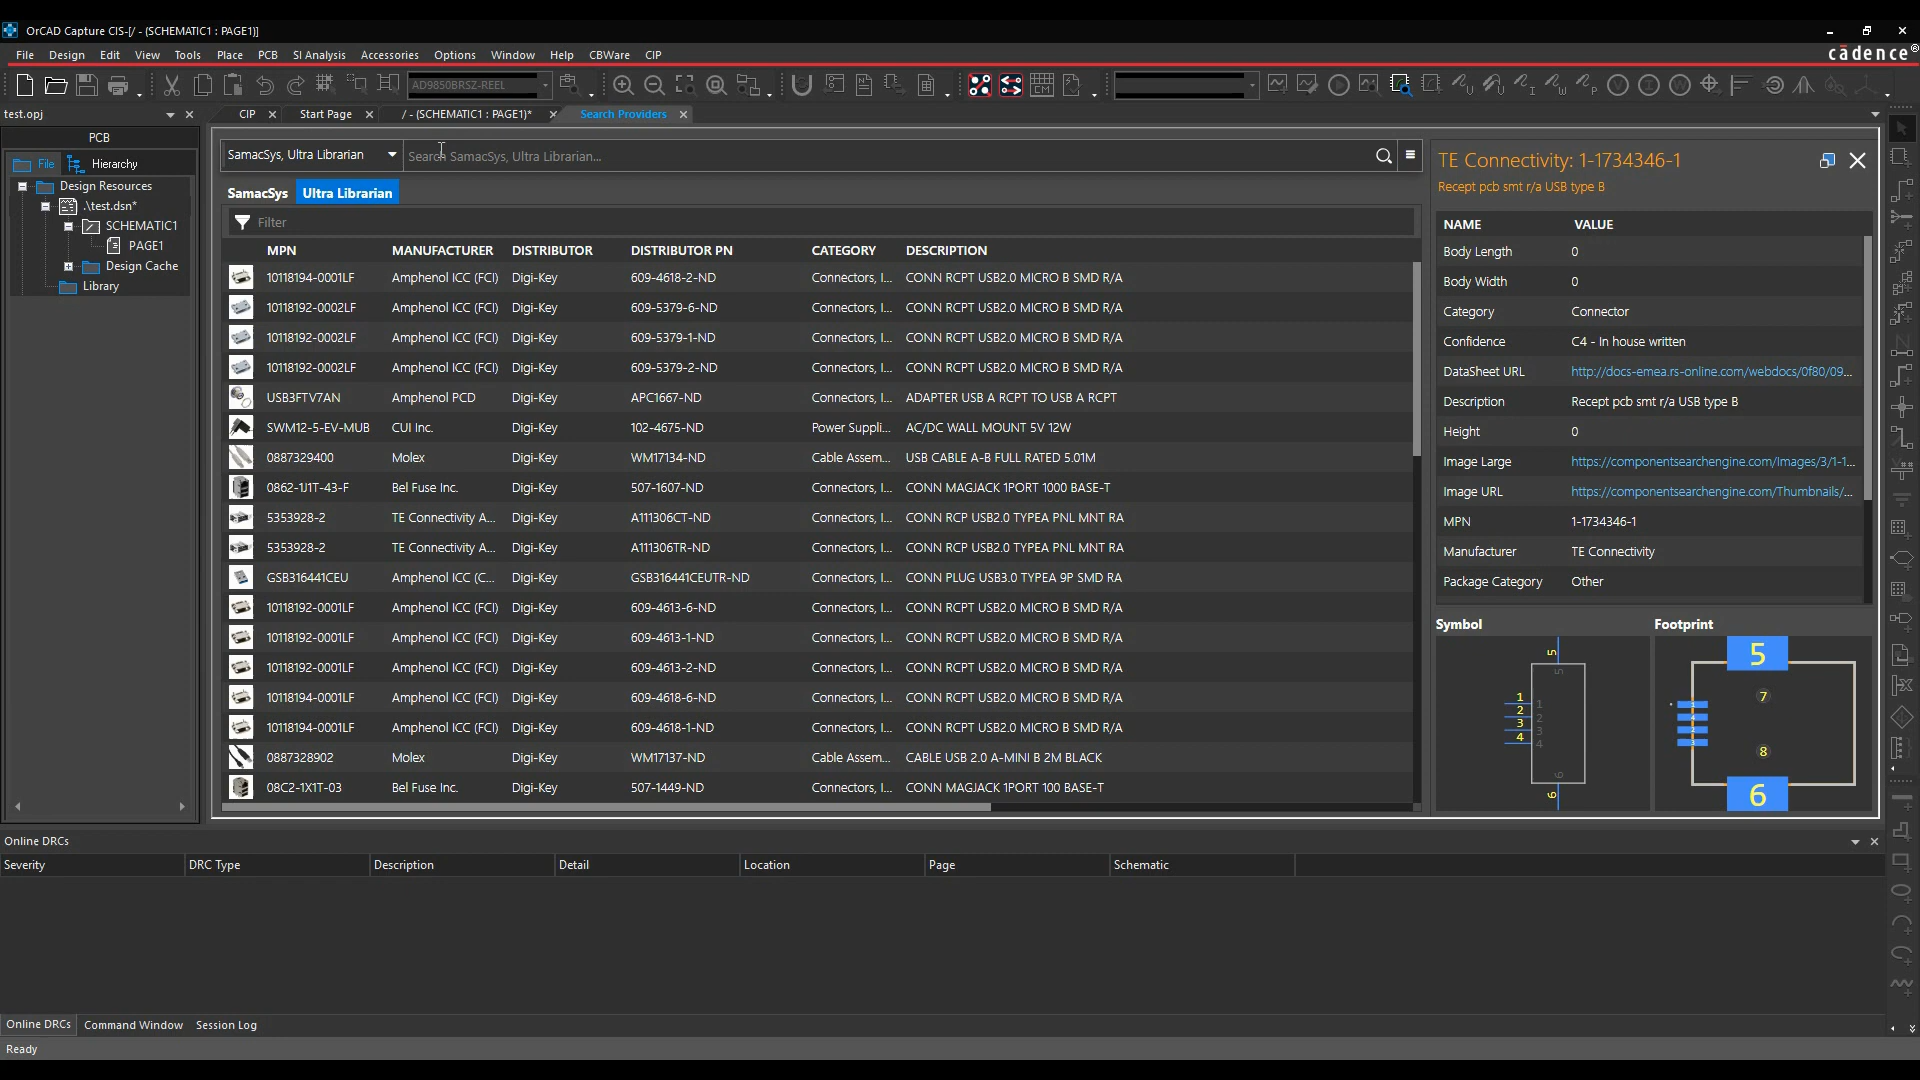 OrCAD Capture CIS-[/ - (SCHEMATIC1 : PAGE1)]
File Design Edit View Tools Place PCB SI Analysis Accessories Options Window Help CBWare CIP
cādence®
AD9850BRSZ-REEL
test.opj
CIP
Start Page
/ - (SCHEMATIC1 : PAGE1)*
Search Providers
PCB
File
Hierarchy
Design Resources
.\test.dsn*
SCHEMATIC1
PAGE1
Design Cache
Library
SamacSys, Ultra Librarian
Search SamacSys, Ultra Librarian...
SamacSys
Ultra Librarian
Filter
MPN MANUFACTURER DISTRIBUTOR DISTRIBUTOR PN CATEGORY DESCRIPTION
10118194-0001LF Amphenol ICC (FCI) Digi-Key 609-4618-2-ND Connectors, I... CONN RCPT USB2.0 MICRO B SMD R/A
10118192-0002LF Amphenol ICC (FCI) Digi-Key 609-5379-6-ND Connectors, I... CONN RCPT USB2.0 MICRO B SMD R/A
10118192-0002LF Amphenol ICC (FCI) Digi-Key 609-5379-1-ND Connectors, I... CONN RCPT USB2.0 MICRO B SMD R/A
10118192-0002LF Amphenol ICC (FCI) Digi-Key 609-5379-2-ND Connectors, I... CONN RCPT USB2.0 MICRO B SMD R/A
USB3FTV7AN Amphenol PCD Digi-Key APC1667-ND Connectors, I... ADAPTER USB A RCPT TO USB A RCPT
SWM12-5-EV-MUB CUI Inc. Digi-Key 102-4675-ND Power Suppli... AC/DC WALL MOUNT 5V 12W
0887329400 Molex Digi-Key WM17134-ND Cable Assem... USB CABLE A-B FULL RATED 5.01M
0862-1J1T-43-F Bel Fuse Inc. Digi-Key 507-1607-ND Connectors, I... CONN MAGJACK 1PORT 1000 BASE-T
5353928-2 TE Connectivity A... Digi-Key A111306CT-ND Connectors, I... CONN RCP USB2.0 TYPEA PNL MNT RA
5353928-2 TE Connectivity A... Digi-Key A111306TR-ND Connectors, I... CONN RCP USB2.0 TYPEA PNL MNT RA
GSB316441CEU Amphenol ICC (C... Digi-Key GSB316441CEUTR-ND Connectors, I... CONN PLUG USB3.0 TYPEA 9P SMD RA
10118192-0001LF Amphenol ICC (FCI) Digi-Key 609-4613-6-ND Connectors, I... CONN RCPT USB2.0 MICRO B SMD R/A
10118192-0001LF Amphenol ICC (FCI) Digi-Key 609-4613-1-ND Connectors, I... CONN RCPT USB2.0 MICRO B SMD R/A
10118192-0001LF Amphenol ICC (FCI) Digi-Key 609-4613-2-ND Connectors, I... CONN RCPT USB2.0 MICRO B SMD R/A
10118194-0001LF Amphenol ICC (FCI) Digi-Key 609-4618-6-ND Connectors, I... CONN RCPT USB2.0 MICRO B SMD R/A
10118194-0001LF Amphenol ICC (FCI) Digi-Key 609-4618-1-ND Connectors, I... CONN RCPT USB2.0 MICRO B SMD R/A
0887328902 Molex Digi-Key WM17137-ND Cable Assem... CABLE USB 2.0 A-MINI B 2M BLACK
08C2-1X1T-03 Bel Fuse Inc. Digi-Key 507-1449-ND Connectors, I... CONN MAGJACK 1PORT 100 BASE-T
TE Connectivity: 1-1734346-1
Recept pcb smt r/a USB type B
NAME VALUE
Body Length 0
Body Width 0
Category Connector
Confidence C4 - In house written
DataSheet URL http://docs-emea.rs-online.com/webdocs/0f80/09...
Description Recept pcb smt r/a USB type B
Height 0
Image Large https://componentsearchengine.com/Images/3/1-1...
Image URL https://componentsearchengine.com/Thumbnails/...
MPN 1-1734346-1
Manufacturer TE Connectivity
Package Category Other
Symbol
5
5
1 1
2 2
3 3
4 4
6
6
Footprint
5
7
8
6
Online DRCs
Severity DRC Type Description Detail Location Page Schematic
Online DRCs Command Window Session Log
Ready